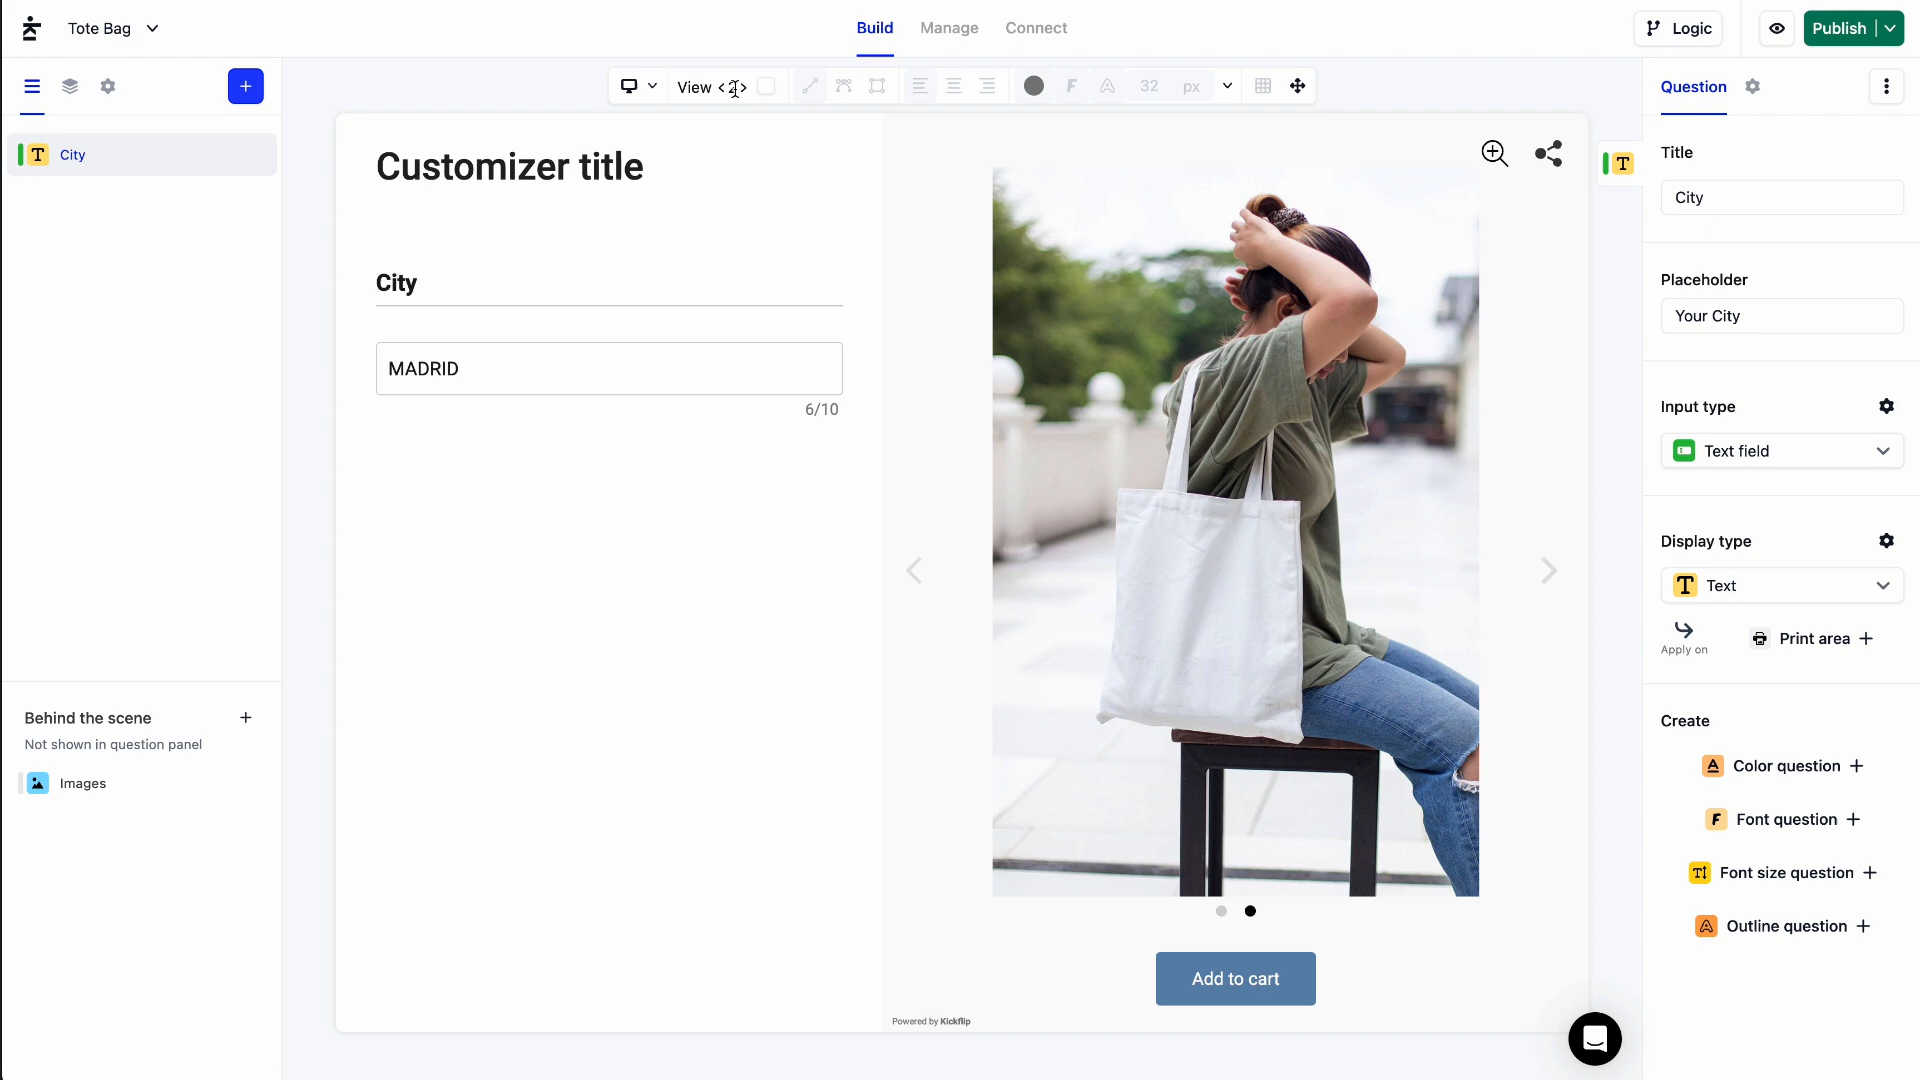 Tote Bag
Build
Manage
Connect
Logic
Publish
View
32
px
Question
City
Customizer title
City
MADRID
6/10
T
Title
City
Placeholder
Your City
Input type
Text field
Display type
T Text
Apply on
Print area +
Create
Color question +
Font question +
Font size question +
Outline question +
Behind the scene +
Not shown in question panel
Images
Add to cart
Powered by Kickflip